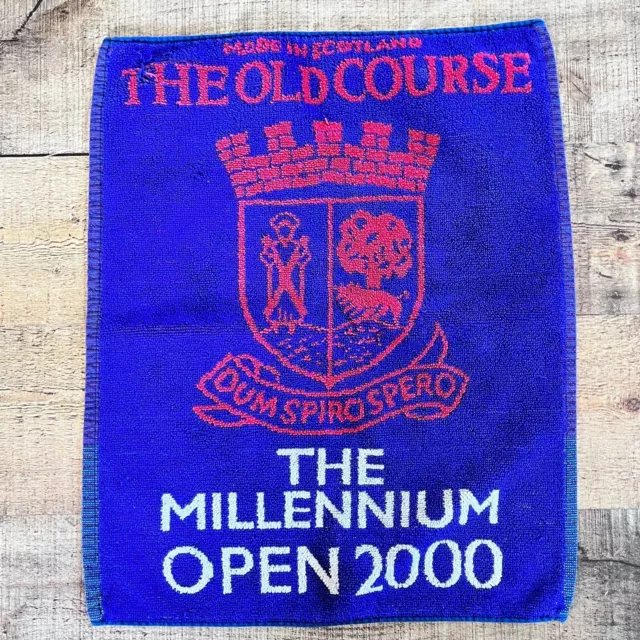 MADE IN SCOTLAND
THE OLD COURSE
DUM SPIRO SPERO
THE
MILLENNIUM
OPEN 2000